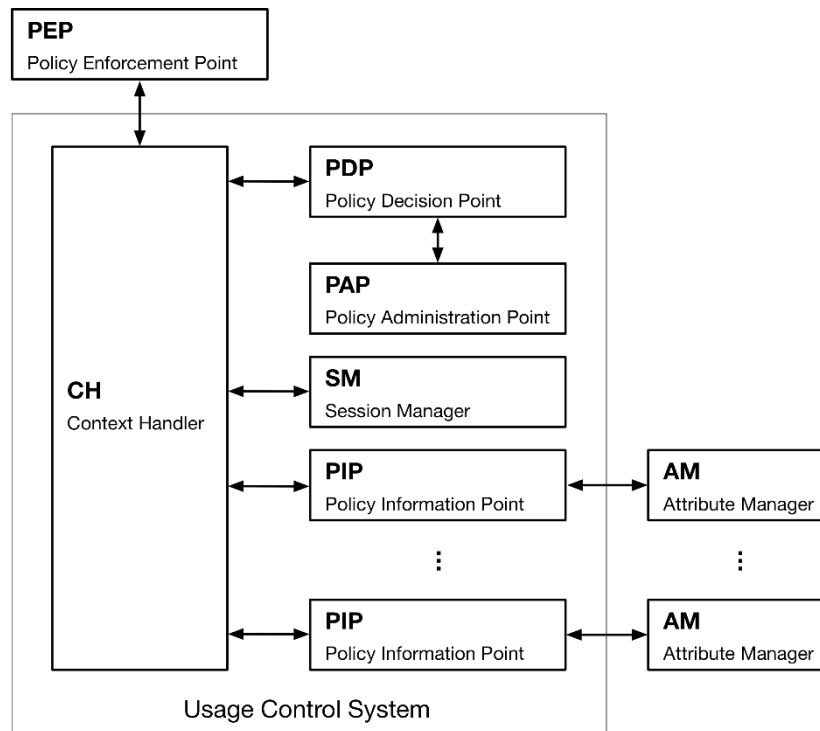 PEP
Policy Enforcement Point
PDP
Policy Decision Point
PAP
Policy Administration Point
CH
Context Handler
SM
Session Manager
PIP
Policy Information Point
AM
Attribute Manager
PIP
Policy Information Point
AM
Attribute Manager
Usage Control System